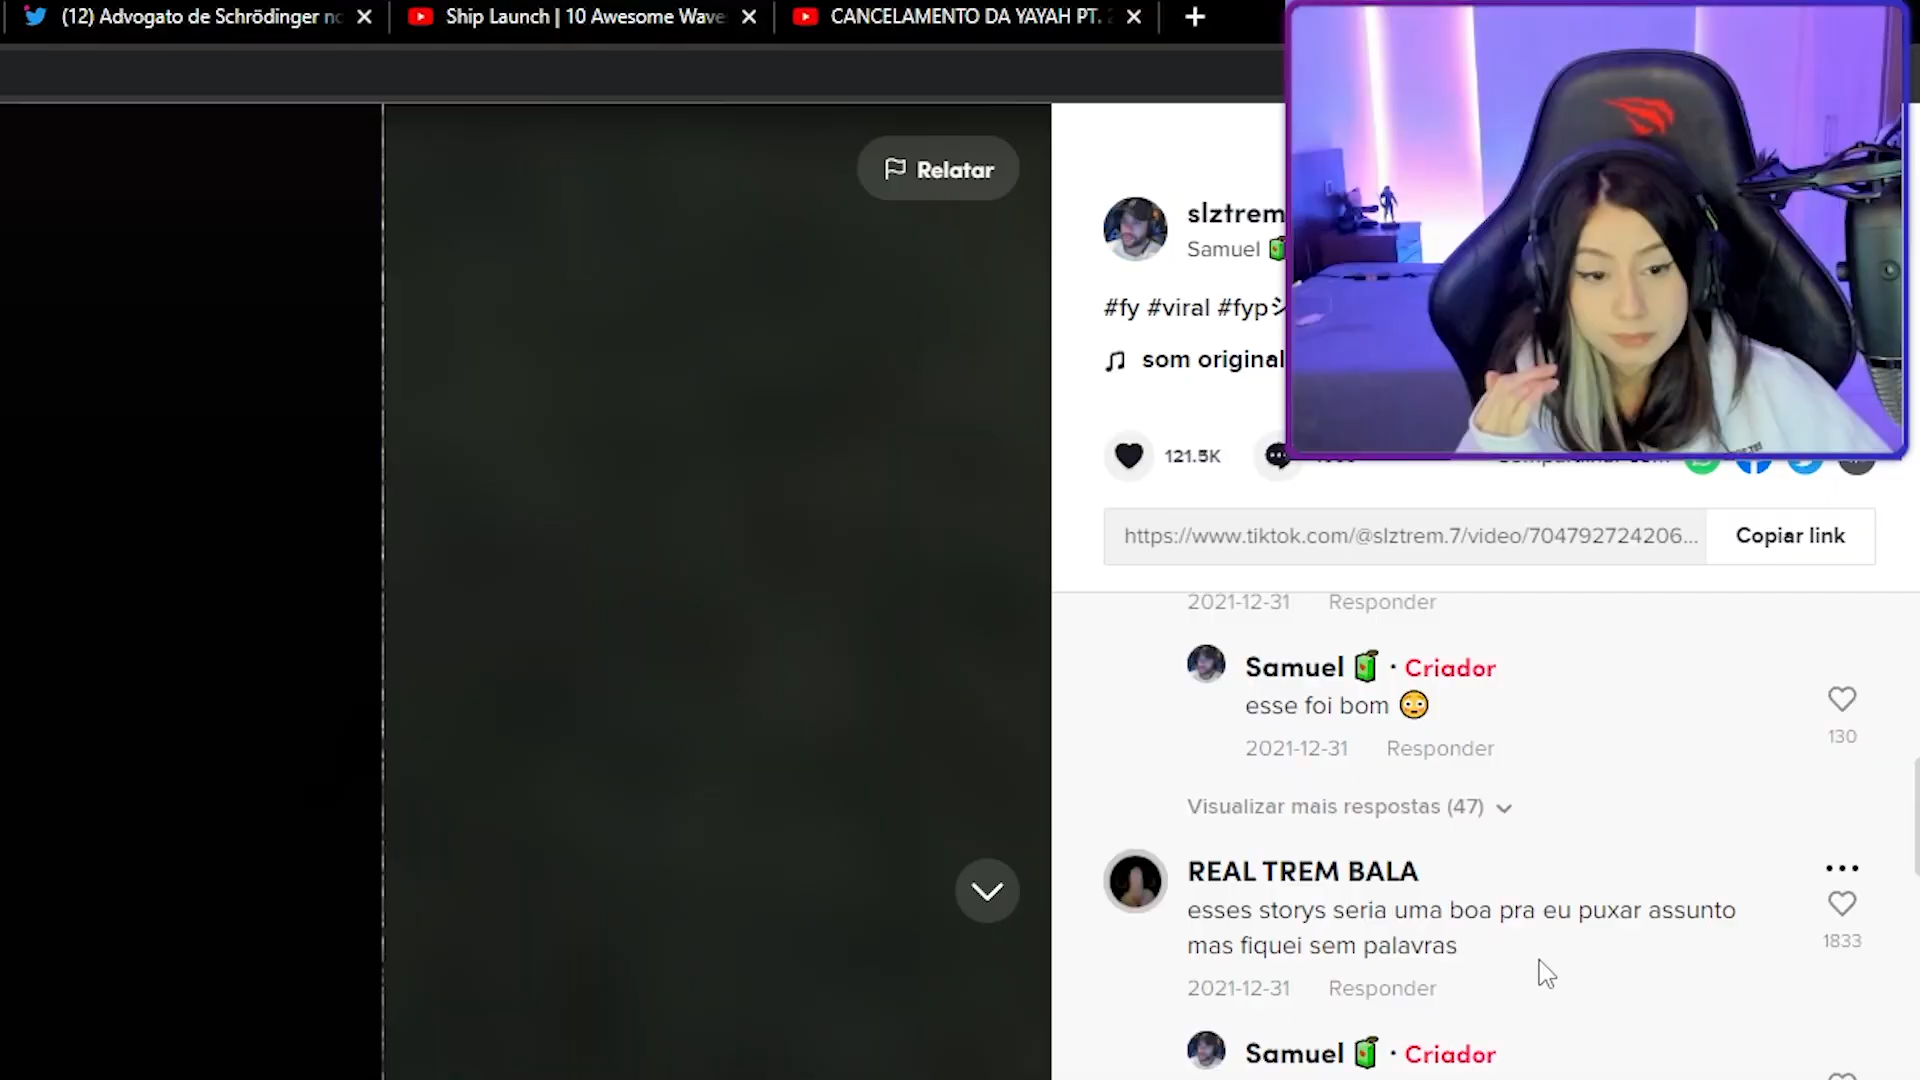 (12) Advogato de Schrödinger no
Ship Launch | 10 Awesome Wave
CANCELAMENTO DA YAYAH PT.
Relatar
slztrem
Samuel
#fy #viral #fypシ
som original
121.5K
https://www.tiktok.com/@slztrem.7/video/704792724206...
Copiar link
2021-12-31 Responder
Samuel · Criador
esse foi bom 😳
130
2021-12-31 Responder
Visualizar mais respostas (47)
REAL TREM BALA
esses storys seria uma boa pra eu puxar assunto
mas fiquei sem palavras
1833
2021-12-31 Responder
Samuel · Criador